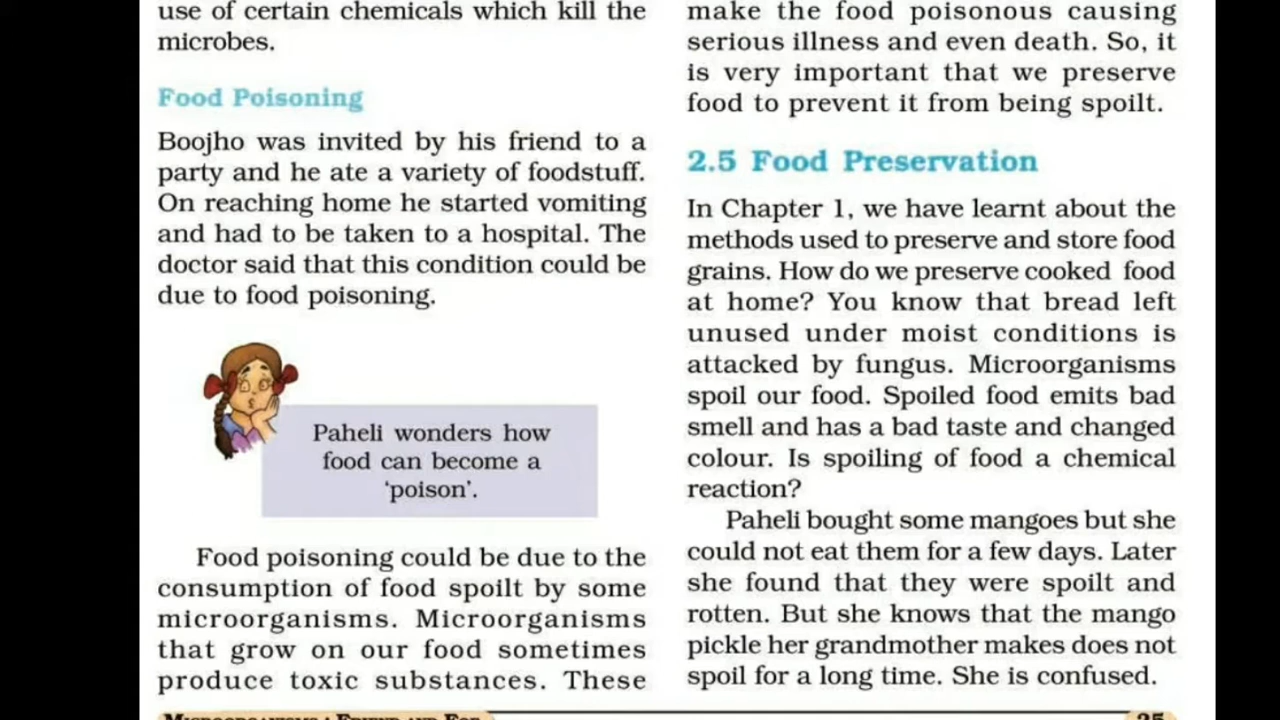 use of certain chemicals which kill the
microbes.
Food Poisoning
Boojho was invited by his friend to a
party and he ate a variety of foodstuff.
On reaching home he started vomiting
and had to be taken to a hospital. The
doctor said that this condition could be
due to food poisoning.
Paheli wonders how
food can become a
‘poison’.
Food poisoning could be due to the
consumption of food spoilt by some
microorganisms. Microorganisms
that grow on our food sometimes
produce toxic substances. These
make the food poisonous causing
serious illness and even death. So, it
is very important that we preserve
food to prevent it from being spoilt.
2.5 Food Preservation
In Chapter 1, we have learnt about the
methods used to preserve and store food
grains. How do we preserve cooked food
at home? You know that bread left
unused under moist conditions is
attacked by fungus. Microorganisms
spoil our food. Spoiled food emits bad
smell and has a bad taste and changed
colour. Is spoiling of food a chemical
reaction?
Paheli bought some mangoes but she
could not eat them for a few days. Later
she found that they were spoilt and
rotten. But she knows that the mango
pickle her grandmother makes does not
spoil for a long time. She is confused.
MICROORGANISMS : FRIEND AND FOE
25